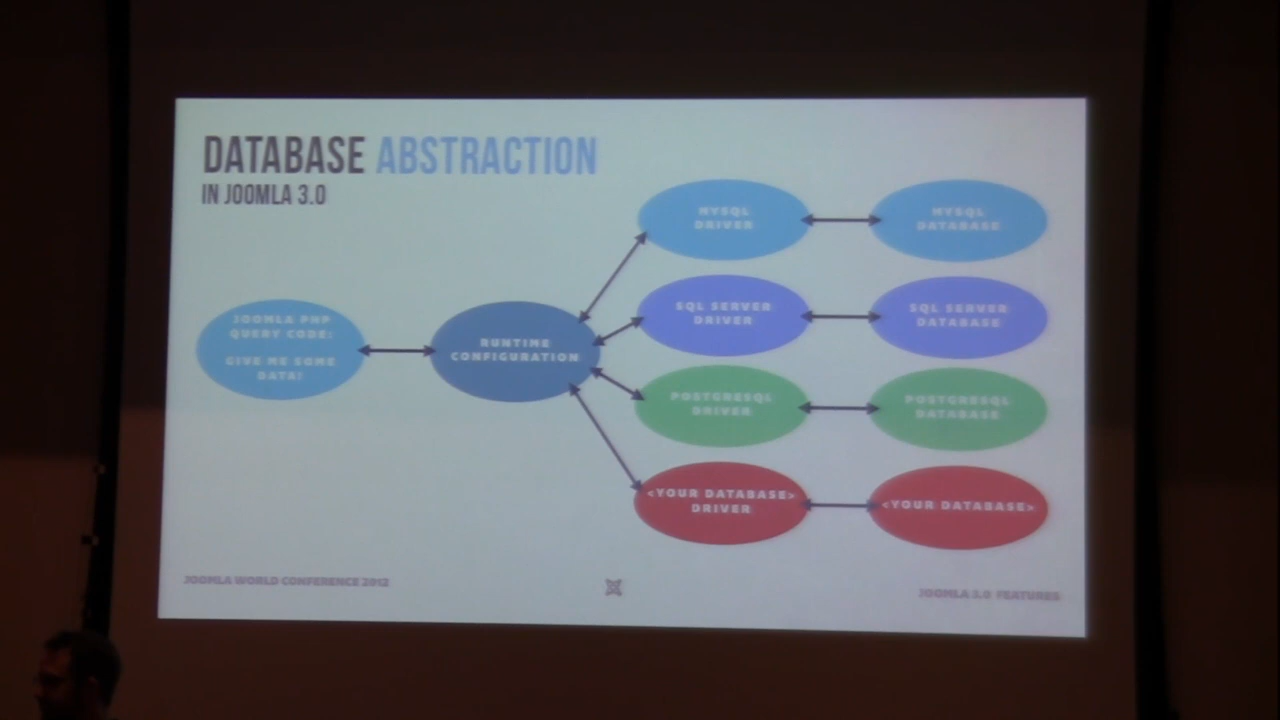 DATABASE ABSTRACTION
IN JOOMLA 3.0
JOOMLA PHP
QUERY CODE:
GIVE ME SOME
DATA!
RUNTIME
CONFIGURATION
MYSQL
DRIVER
MYSQL
DATABASE
SQL SERVER
DRIVER
SQL SERVER
DATABASE
POSTGRESQL
DRIVER
POSTGRESQL
DATABASE
<YOUR DATABASE>
DRIVER
<YOUR DATABASE>
JOOMLA WORLD CONFERENCE 2012
JOOMLA 3.0 FEATURES